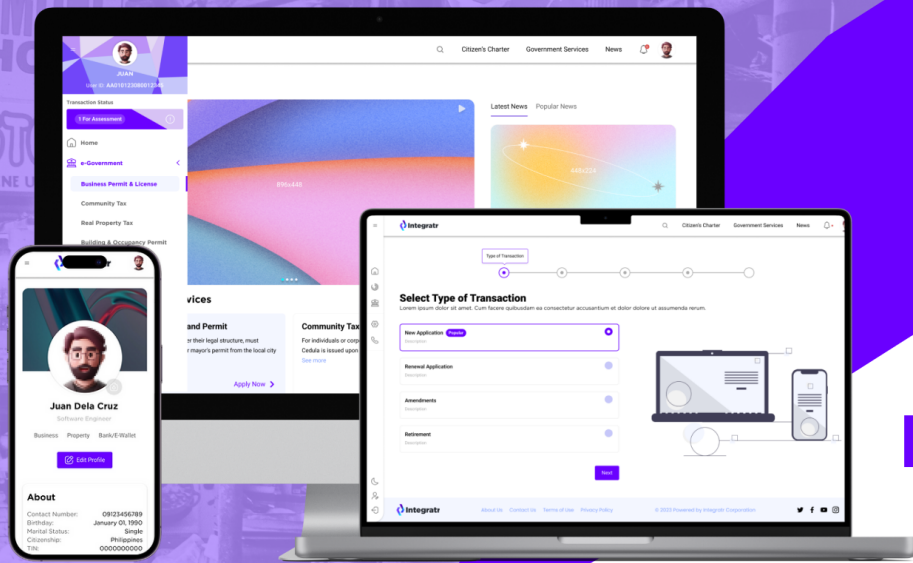 JUAN
User ID: AA010123080012345
Transaction Status
1 For Assessment
Home
e-Government
Business Permit & License
Community Tax
Real Property Tax
Building & Occupancy Permit
Citizen's Charter
Government Services
News
896x448
Latest News
Popular News
448x224
vices
and Permit
er their legal structure, must
r mayor's permit from the local city
Apply Now
Community Tax
For individuals or corp
Cedula is issued upon
See more
r
Juan Dela Cruz
Software Engineer
Business Property Bank/E-Wallet
Edit Profile
About
Contact Number: 09123456789
Birthday: January 01, 1990
Marital Status: Single
Citizenship: Philippines
TIN: 0000000000
Integratr
Citizen's Charter
Government Services
News
Type of Transaction
Select Type of Transaction
Lorem ipsum dolor sit amet. Cum facere quibusdam ea consectetur accusantium et dolor dolore ut assumenda rerum.
New Application Popular
Description
Renewal Application
Description
Amendments
Description
Retirement
Description
Next
Integratr
About Us Contact Us Terms of Use Privacy Policy
© 2023 Powered by Integratr Corporation